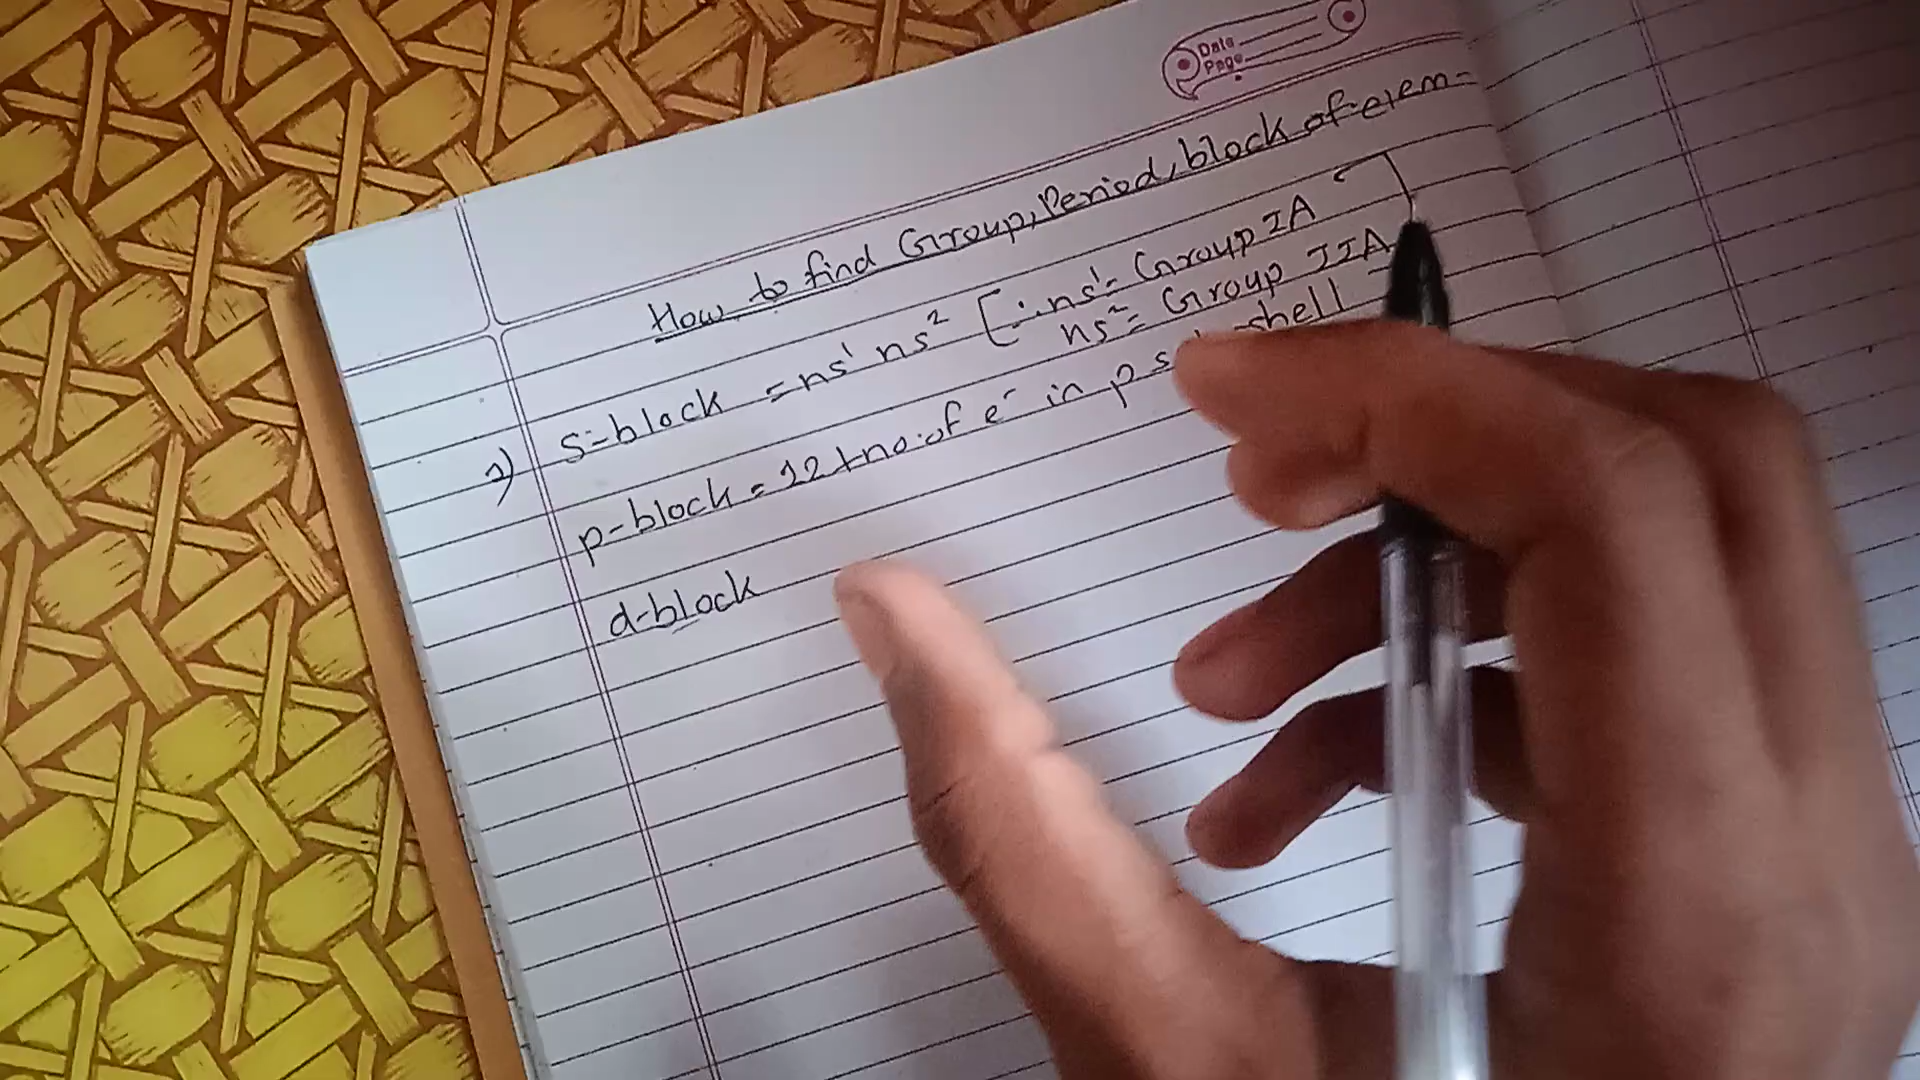 Date
Page
How to find Group, Period, block of elem-
1) s-block = ns¹ ns² [∴ ns¹ = Group IA
ns² = Group IIA
p-block = 12 + no. of e⁻ in p shell
d-block